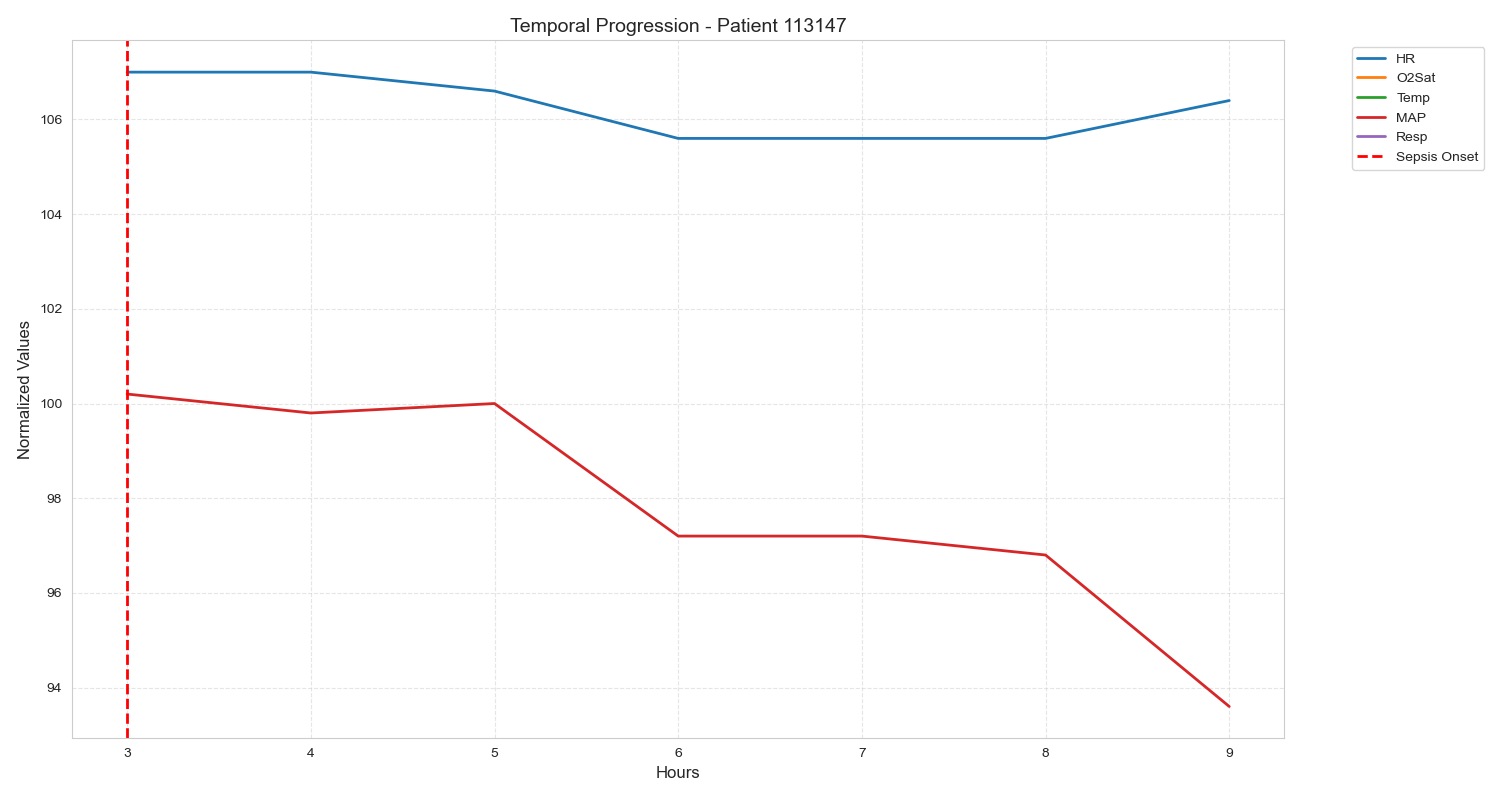 Temporal Progression - Patient 113147
HR
O2Sat
Temp
MAP
Resp
Sepsis Onset
Normalized Values
106
104
102
100
98
96
94
3 4 5 6 7 8 9
Hours